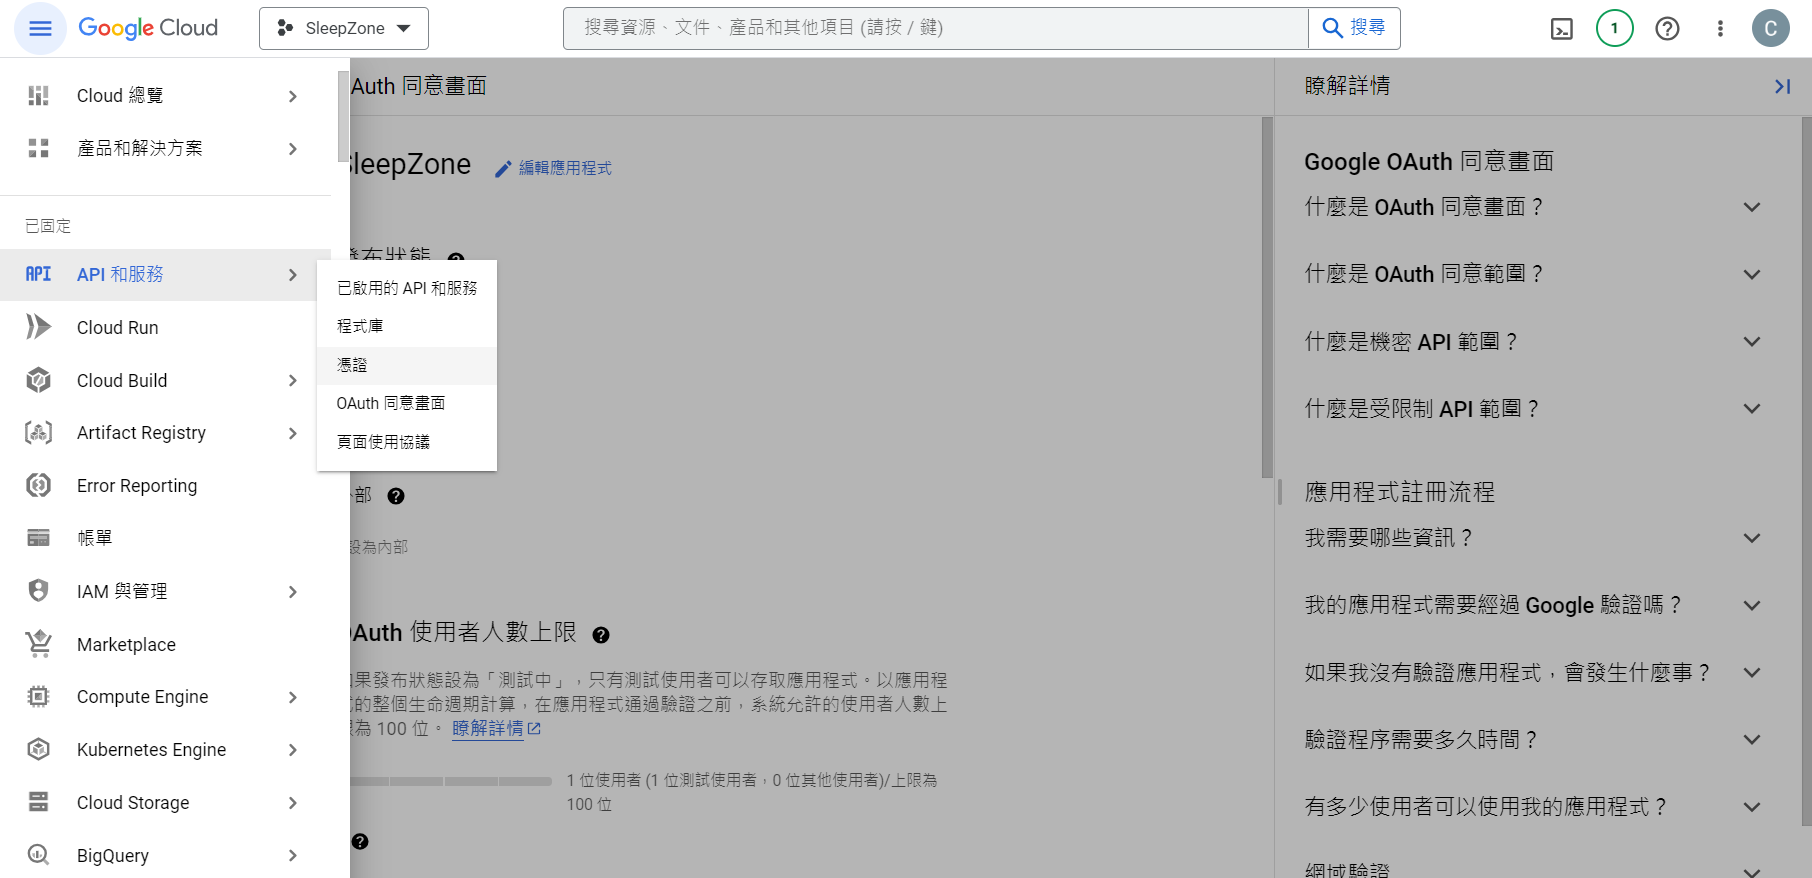 Google Cloud
SleepZone
搜尋資源、文件、產品和其他項目 (請按 / 鍵)
搜尋
1
C
Cloud 總覽
產品和解決方案
已固定
API API 和服務
Cloud Run
Cloud Build
Artifact Registry
Error Reporting
帳單
IAM 與管理
Marketplace
Compute Engine
Kubernetes Engine
Cloud Storage
BigQuery
已啟用的 API 和服務
程式庫
憑證
OAuth 同意畫面
頁面使用協議
Auth 同意畫面
SleepZone
編輯應用程式
發布狀態
外部
設為內部
OAuth 使用者人數上限
如果發布狀態設為「測試中」，只有測試使用者可以存取應用程式。以應用程
式的整個生命週期計算，在應用程式通過驗證之前，系統允許的使用者人數上
限為 100 位。 瞭解詳情
1 位使用者 (1 位測試使用者，0 位其他使用者)/上限為
100 位
瞭解詳情
Google OAuth 同意畫面
什麼是 OAuth 同意畫面？
什麼是 OAuth 同意範圍？
什麼是機密 API 範圍？
什麼是受限制 API 範圍？
應用程式註冊流程
我需要哪些資訊？
我的應用程式需要經過 Google 驗證嗎？
如果我沒有驗證應用程式，會發生什麼事？
驗證程序需要多久時間？
有多少使用者可以使用我的應用程式？
網域驗證